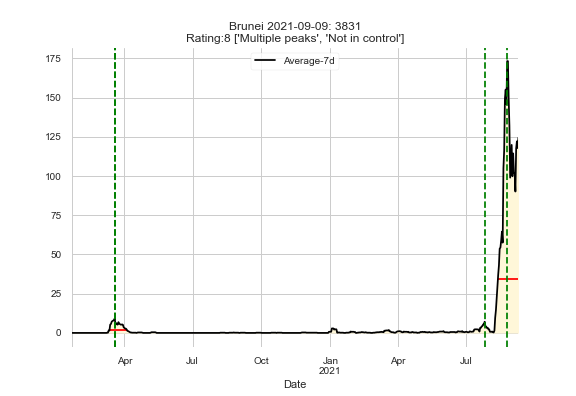 Brunei 2021-09-09: 3831
Rating:8 ['Multiple peaks', 'Not in control']
Average-7d
175
150
125
100
75
50
25
0
Apr Jul Oct Jan Apr Jul
2021
Date